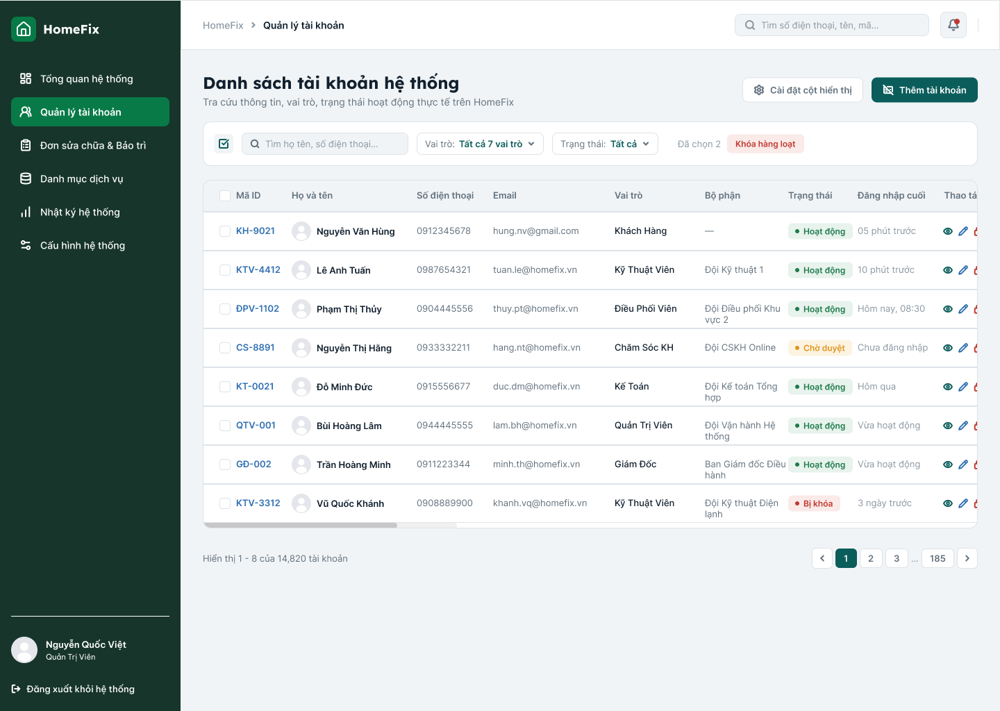 HomeFix
Tổng quan hệ thống
Quản lý tài khoản
Đơn sửa chữa & Bảo trì
Danh mục dịch vụ
Nhật ký hệ thống
Cấu hình hệ thống
Nguyễn Quốc Việt
Quản Trị Viên
Đăng xuất khỏi hệ thống
HomeFix > Quản lý tài khoản
Tìm số điện thoại, tên, mã...
Danh sách tài khoản hệ thống
Tra cứu thông tin, vai trò, trạng thái hoạt động thực tế trên HomeFix
Cài đặt cột hiển thị
Thêm tài khoản
Tìm họ tên, số điện thoại...
Vai trò: Tất cả 7 vai trò
Trạng thái: Tất cả
Đã chọn 2
Khóa hàng loạt
Mã ID Họ và tên Số điện thoại Email Vai trò Bộ phận Trạng thái Đăng nhập cuối Thao tá
KH-9021 Nguyễn Văn Hùng 0912345678 hung.nv@gmail.com Khách Hàng — Hoạt động 05 phút trước
KTV-4412 Lê Anh Tuấn 0987654321 tuan.le@homefix.vn Kỹ Thuật Viên Đội Kỹ thuật 1 Hoạt động 10 phút trước
ĐPV-1102 Phạm Thị Thủy 0904445556 thuy.pt@homefix.vn Điều Phối Viên Đội Điều phối Khu Hoạt động Hôm nay, 08:30
vực 2
CS-8891 Nguyễn Thị Hằng 0933332211 hang.nt@homefix.vn Chăm Sóc KH Đội CSKH Online Chờ duyệt Chưa đăng nhập
KT-0021 Đỗ Minh Đức 0915556677 duc.dm@homefix.vn Kế Toán Đội Kế toán Tổng Hoạt động Hôm qua
hợp
QTV-001 Bùi Hoàng Lâm 0944445555 lam.bh@homefix.vn Quản Trị Viên Đội Vận hành Hệ Hoạt động Vừa hoạt động
thống
GĐ-002 Trần Hoàng Minh 0911223344 minh.th@homefix.vn Giám Đốc Ban Giám đốc Điều Hoạt động Vừa hoạt động
hành
KTV-3312 Vũ Quốc Khánh 0908889900 khanh.vq@homefix.vn Kỹ Thuật Viên Đội Kỹ thuật Điện Bị khóa 3 ngày trước
lạnh
Hiển thị 1 - 8 của 14,820 tài khoản
1 2 3 ... 185